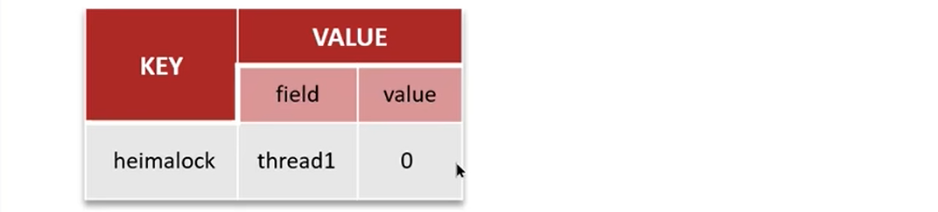 KEY
VALUE
field
value
heimalock
thread1
0